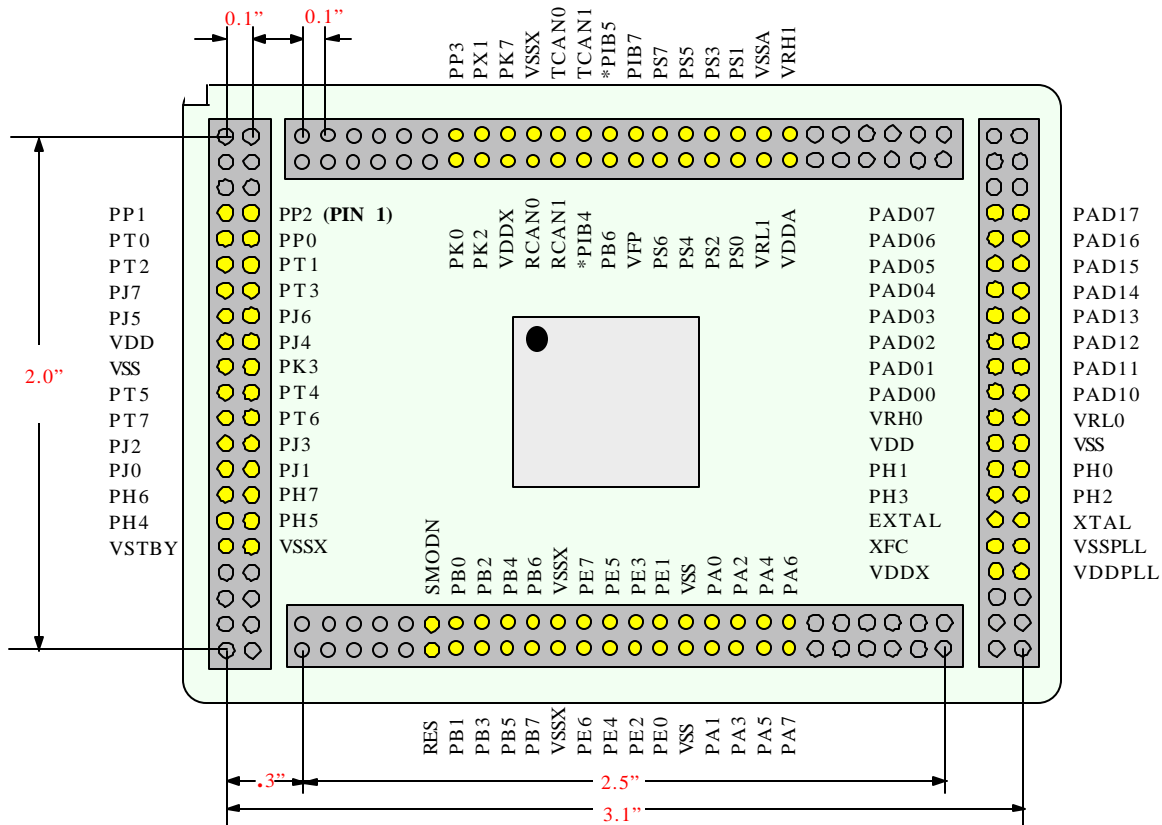 0.1” 0.1”
PP3
PX1
PK7
VSSX
TCAN0
TCAN1
*PIB5
PIB7
PS7
PS5
PS3
PS1
VSSA
VRH1
PK0
PK2
VDDX
RCAN0
RCAN1
*PIB4
PB6
VFP
PS6
PS4
PS2
PS0
VRL1
VDDA
PP1 PP2 (PIN 1) PAD07 PAD17
PT0 PP0 PAD06 PAD16
PT2 PT1 PAD05 PAD15
PJ7 PT3 PAD04 PAD14
PJ5 PJ6 PAD03 PAD13
VDD PJ4 PAD02 PAD12
VSS PK3 PAD01 PAD11
2.0”
PT5 PT4 PAD00 PAD10
PT7 PT6 VRH0 VRL0
PJ2 PJ3 VDD VSS
PJ0 PJ1 PH1 PH0
PH6 PH7 PH3 PH2
PH4 PH5 EXTAL XTAL
VSTBY VSSX XFC VSSPLL
VDDX VDDPLL
SMODN
PB0
PB2
PB4
PB6
VSSX
PE7
PE5
PE3
PE1
VSS
PA0
PA2
PA4
PA6
RES
PB1
PB3
PB5
PB7
VSSX
PE6
PE4
PE2
PE0
VSS
PA1
PA3
PA5
PA7
.3” 2.5”
3.1”